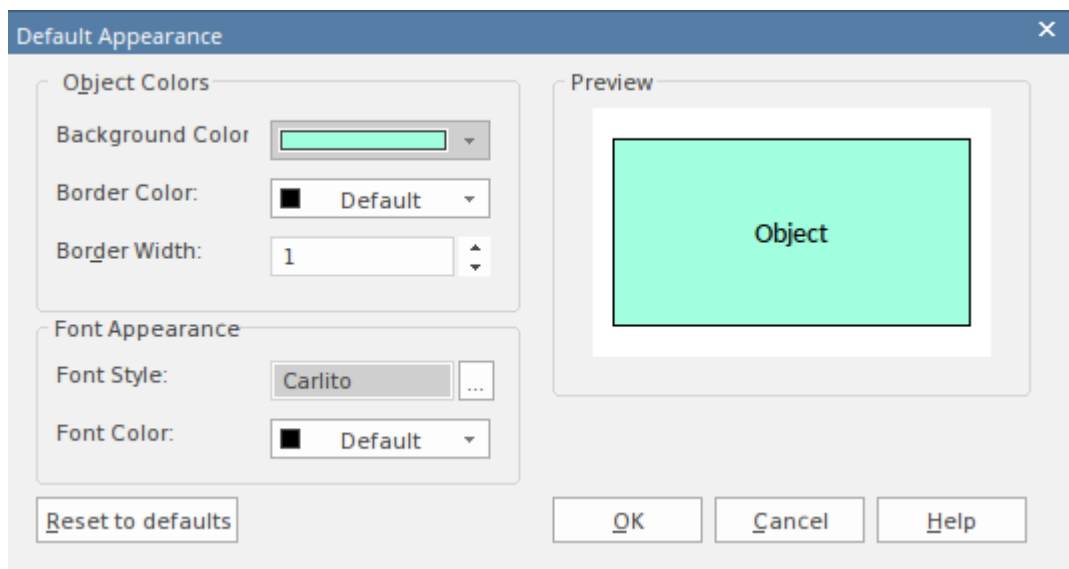 Default Appearance
Object Colors
Background Color
Border Color:
Default
Border Width:
1
Font Appearance
Font Style:
Carlito
...
Font Color:
Default
Preview
Object
Reset to defaults
OK
Cancel
Help